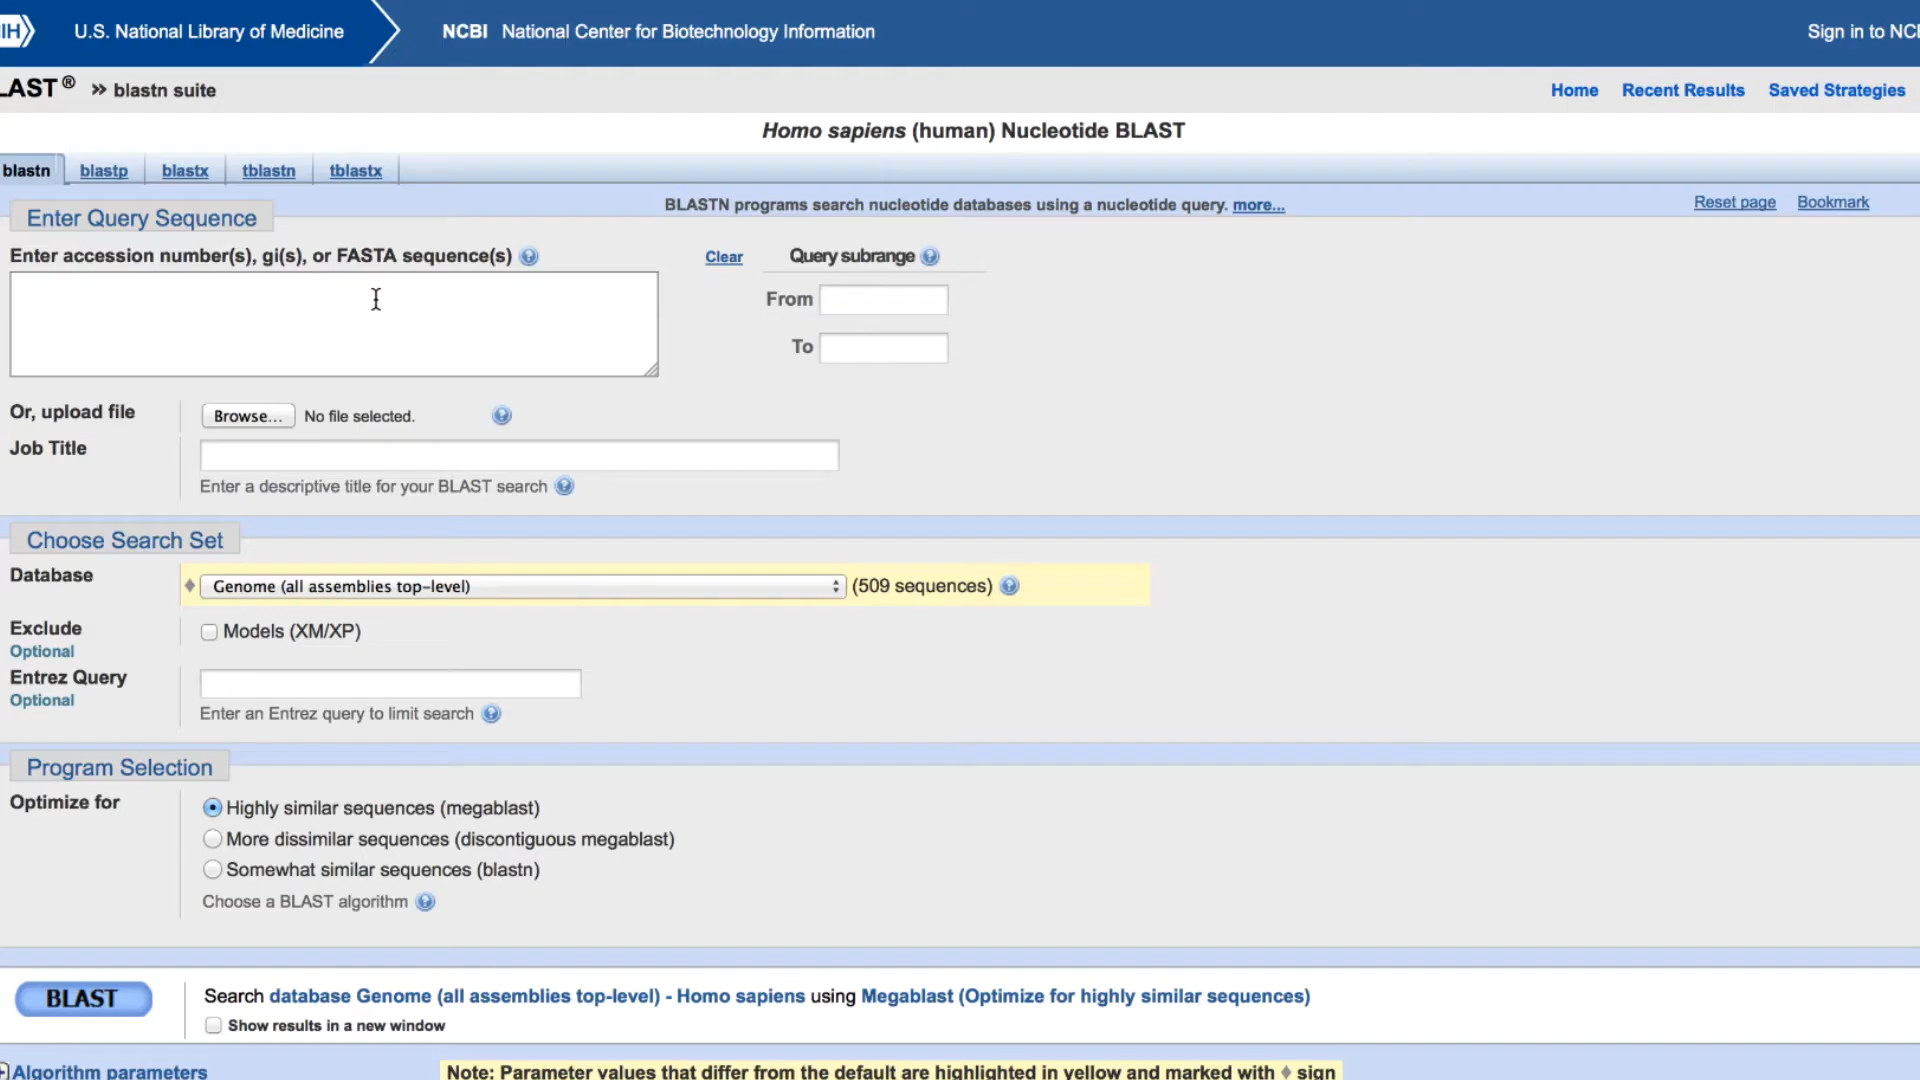 U.S. National Library of Medicine
NCBI National Center for Biotechnology Information
Sign in to
® » blastn suite
Home Recent Results Saved Strategies
Homo sapiens (human) Nucleotide BLAST
blastn blastp blastx tblastn tblastx
Enter Query Sequence
BLASTN programs search nucleotide databases using a nucleotide query. more...
Reset page Bookmark
Enter accession number(s), gi(s), or FASTA sequence(s)
Clear
Query subrange
From
To
Or, upload file
Browse... No file selected.
Job Title
Enter a descriptive title for your BLAST search
Choose Search Set
Database
Genome (all assemblies top-level) (509 sequences)
Exclude
Optional
Models (XM/XP)
Entrez Query
Optional
Enter an Entrez query to limit search
Program Selection
Optimize for
Highly similar sequences (megablast)
More dissimilar sequences (discontiguous megablast)
Somewhat similar sequences (blastn)
Choose a BLAST algorithm
BLAST
Search database Genome (all assemblies top-level) - Homo sapiens using Megablast (Optimize for highly similar sequences)
Show results in a new window
Algorithm parameters
Note: Parameter values that differ from the default are highlighted in yellow and marked with ♦ sign